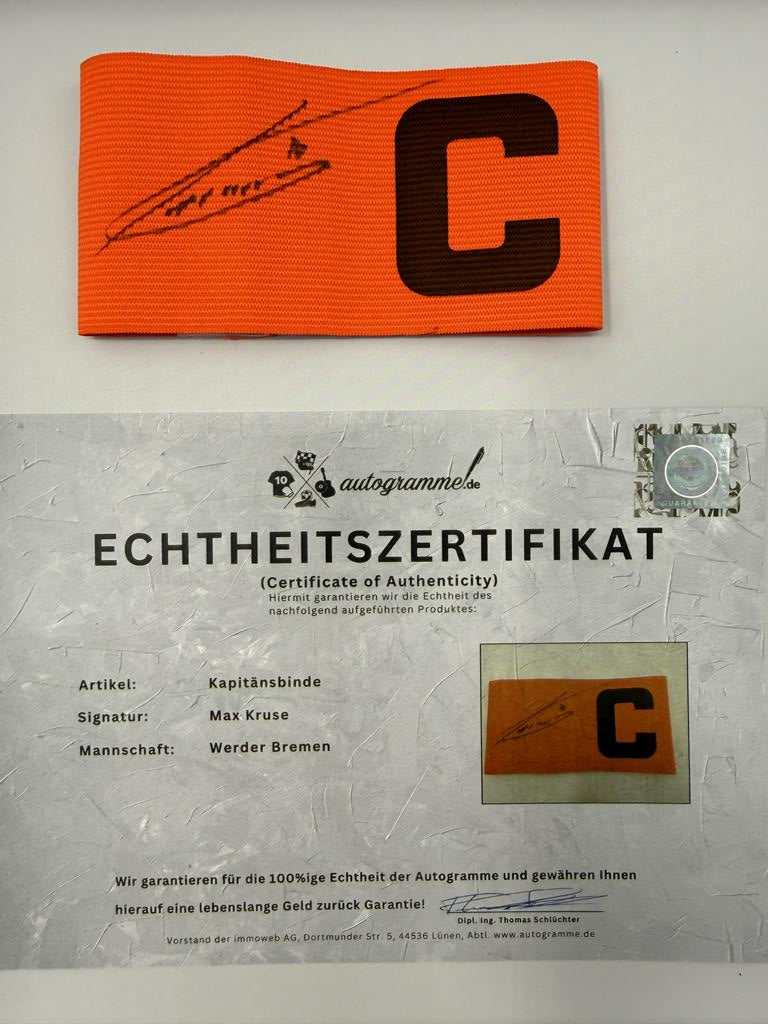 C
10
autogramme.de
ECHTHEITSZERTIFIKAT
(Certificate of Authenticity)
Hiermit garantieren wir die Echtheit des
nachfolgend aufgeführten Produktes:
Artikel: Kapitänsbinde
Signatur: Max Kruse
Mannschaft: Werder Bremen
C
Wir garantieren für die 100%ige Echtheit der Autogramme und gewähren Ihnen
hierauf eine lebenslange Geld zurück Garantie!
Dipl. Ing. Thomas Schlüchter
Vorstand der immoweb AG, Dortmunder Str. 5, 44536 Lünen, Abtl. www.autogramme.de